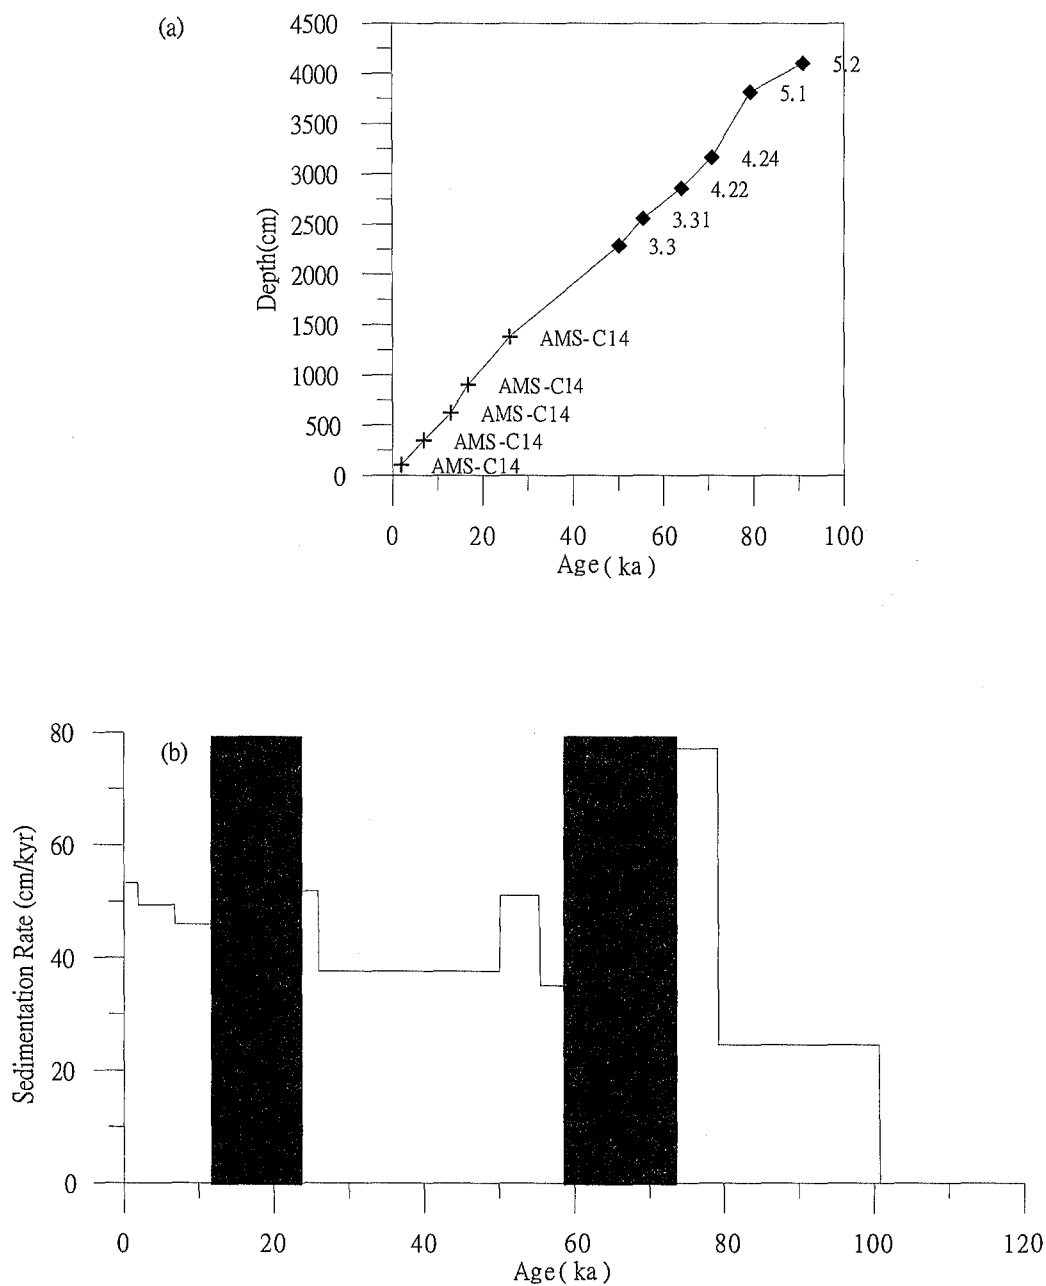 (a)
4500
4000
3500
3000
2500
2000
1500
1000
500
0
Depth(cm)
5.2
5.1
4.24
4.22
3.31
3.3
AMS-C14
AMS-C14
AMS-C14
AMS-C14
AMS-C14
0 20 40 60 80 100
Age ( ka )
(b)
80
60
40
20
0
Sedimentation Rate (cm/kyr)
0 20 40 60 80 100 120
Age ( ka )